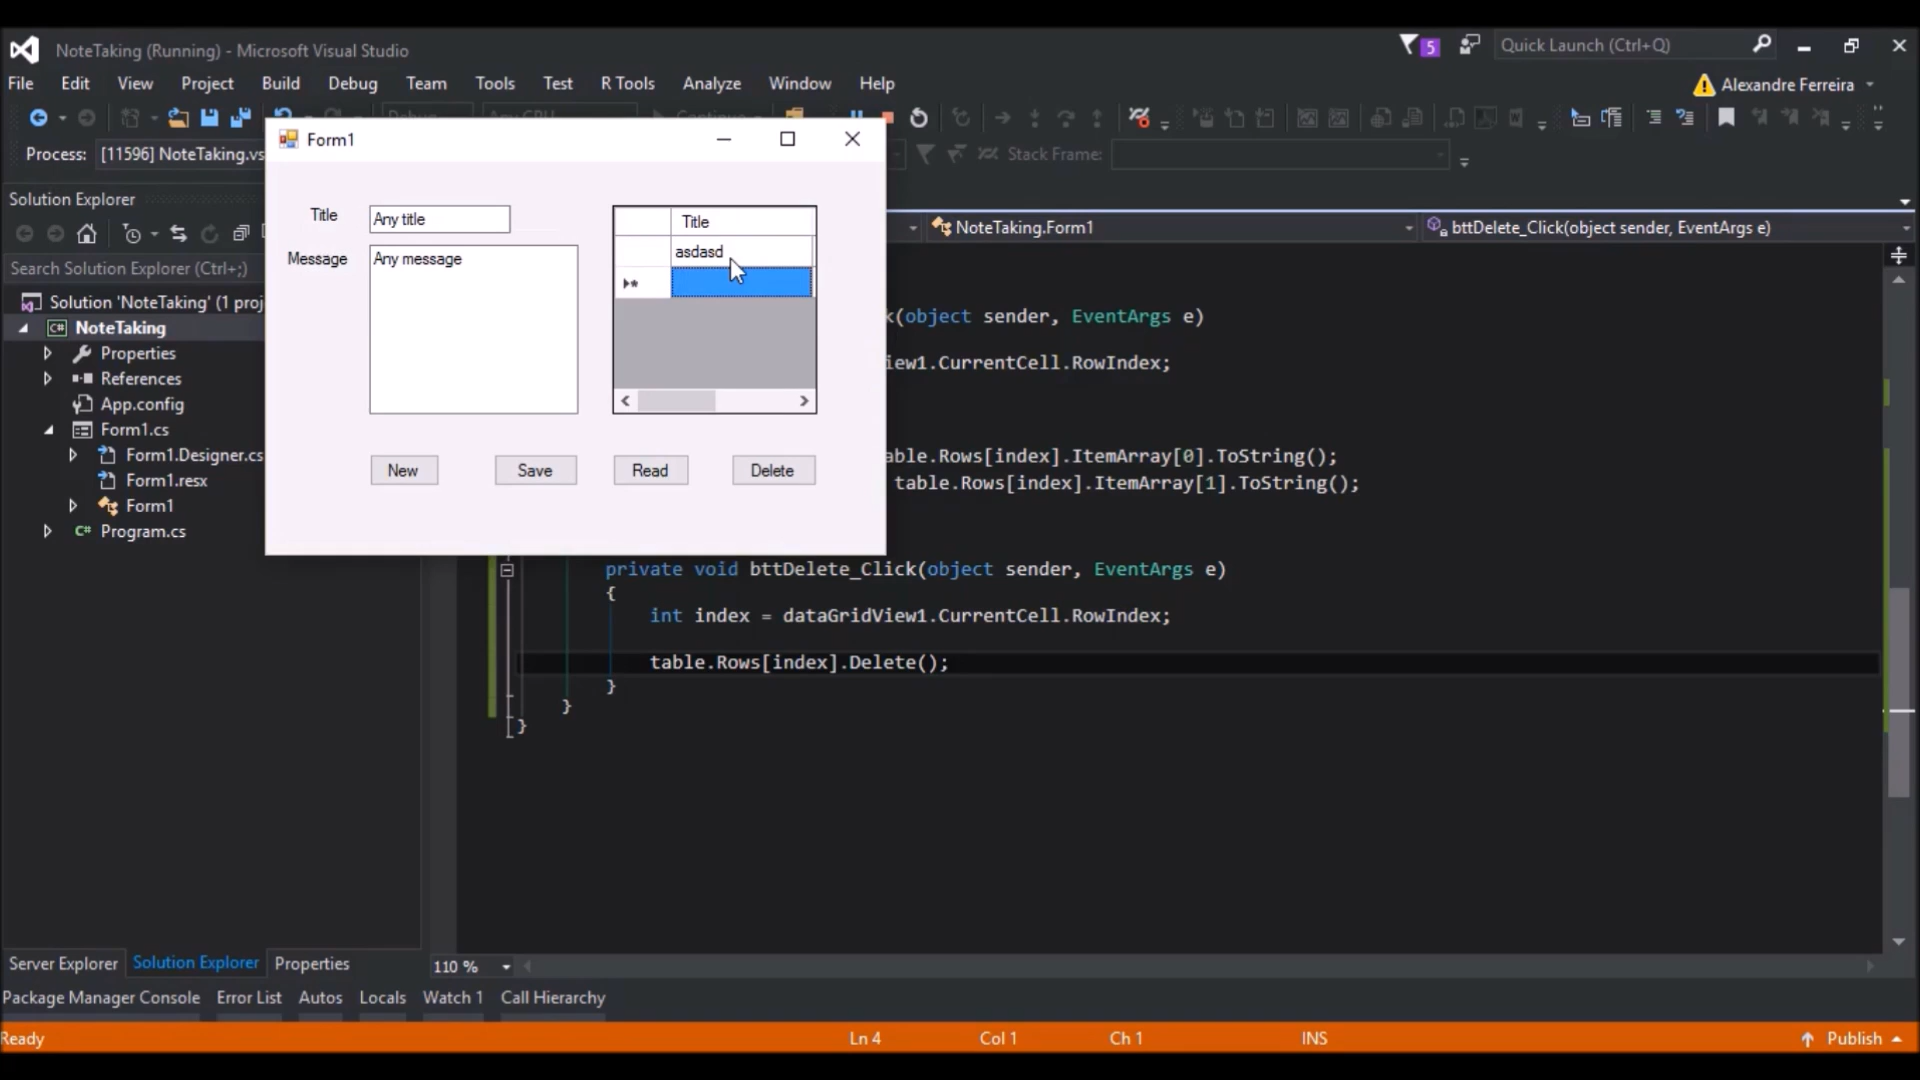 NoteTaking (Running) - Microsoft Visual Studio
5
Quick Launch (Ctrl+Q)
File Edit View Project Build Debug Team Tools Test R Tools Analyze Window Help
Alexandre Ferreira
Process: [11596] NoteTaking.vs
Stack Frame:
Form1
Title
Any title
Message
Any message
Title
asdasd
New
Save
Read
Delete
Solution Explorer
Search Solution Explorer (Ctrl+;)
Solution 'NoteTaking' (1 proj
NoteTaking
Properties
References
App.config
Form1.cs
Form1.Designer.cs
Form1.resx
Form1
Program.cs
NoteTaking.Form1
bttDelete_Click(object sender, EventArgs e)
k(object sender, EventArgs e)
iew1.CurrentCell.RowIndex;
able.Rows[index].ItemArray[0].ToString();
table.Rows[index].ItemArray[1].ToString();
private void bttDelete_Click(object sender, EventArgs e)
{
int index = dataGridView1.CurrentCell.RowIndex;
table.Rows[index].Delete();
}
}
}
Server Explorer Solution Explorer Properties
110 %
Package Manager Console Error List Autos Locals Watch 1 Call Hierarchy
Ready
Ln 4
Col 1
Ch 1
INS
Publish